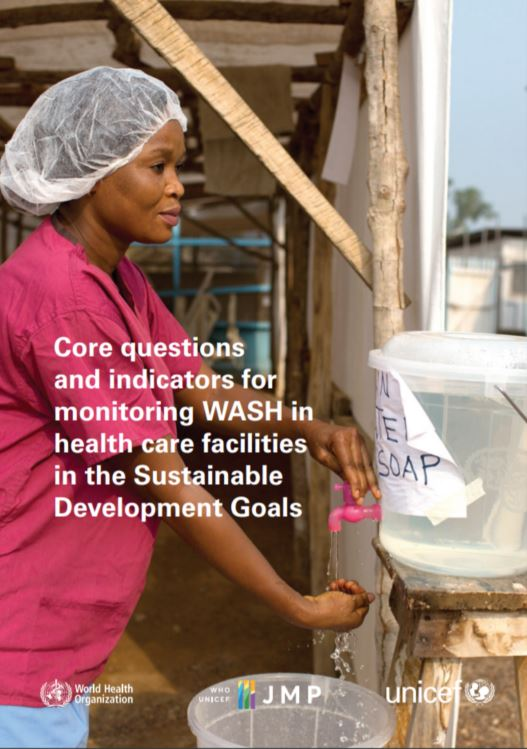 Core questions
and indicators for
monitoring WASH in
health care facilities
in the Sustainable
Development Goals
SOAP
World Health
Organization
WHO
UNICEF
JMP
unicef